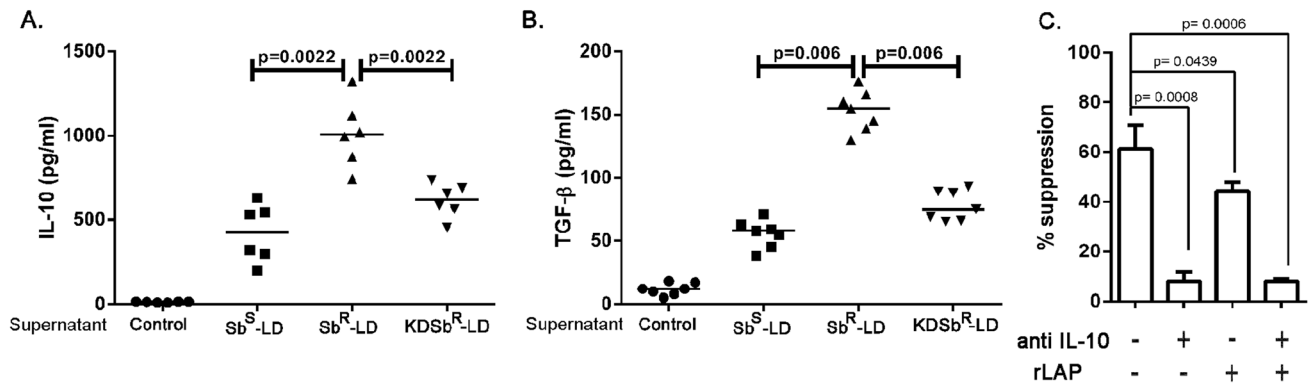 A.
1500
1000
500
0
IL-10 (pg/ml)
p=0.0022 p=0.0022
Supernatant Control Sb^S-LD Sb^R-LD KDSb^R-LD
B.
200
150
100
50
0
TGF-β (pg/ml)
p=0.006 p=0.006
Supernatant Control Sb^S-LD Sb^R-LD KDSb^R-LD
C.
p= 0.0006
p= 0.0439
p= 0.0008
100
80
60
40
20
0
% suppression
anti IL-10 - + - +
rLAP - - + +